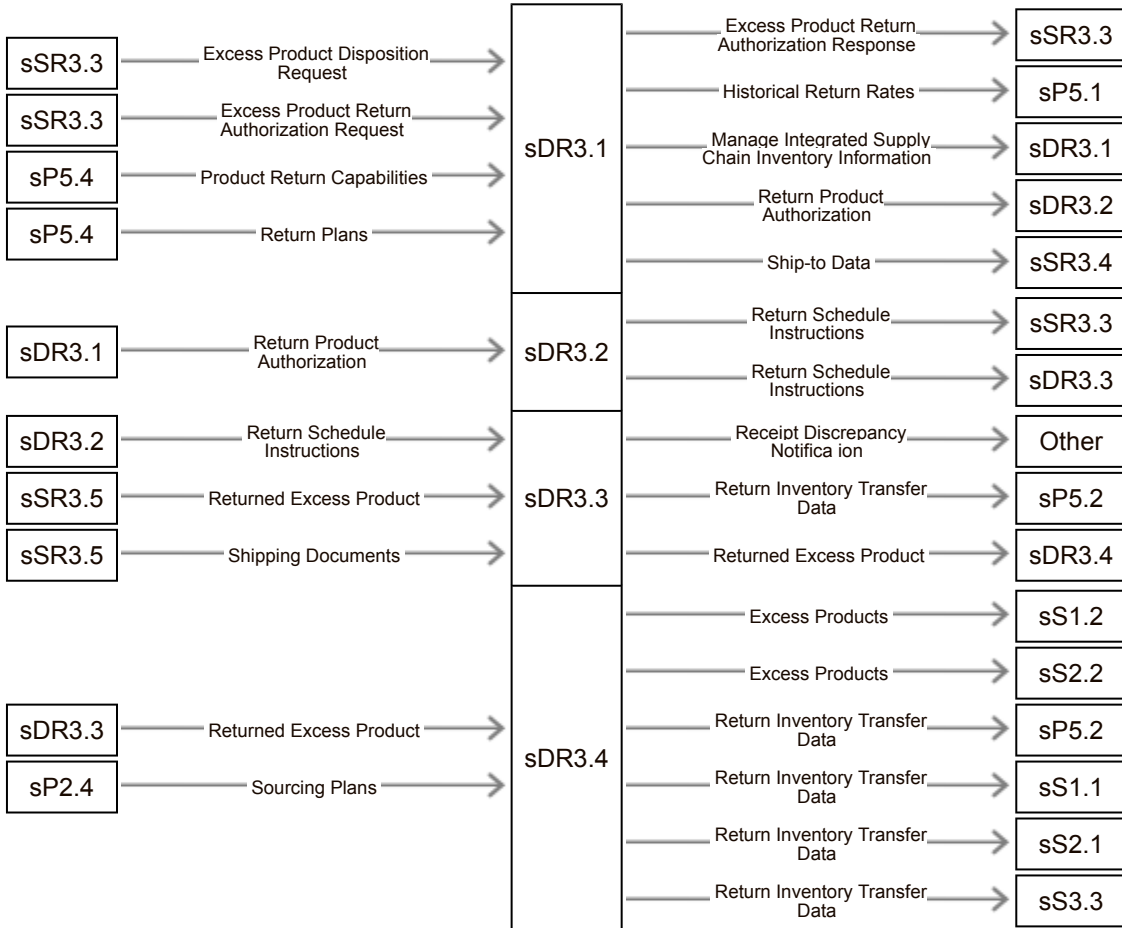 sSR3.3
Excess Product Disposition
Request
sSR3.3
Excess Product Return
Authorization Request
sP5.4
Product Return Capabilities
sP5.4
Return Plans
sDR3.1
Excess Product Return
Authorization Response
sSR3.3
Historical Return Rates
sP5.1
Manage Integrated Supply
Chain Inventory Information
sDR3.1
Return Product
Authorization
sDR3.2
Ship-to Data
sSR3.4
sDR3.1
Return Product
Authorization
sDR3.2
Return Schedule
Instructions
sSR3.3
Return Schedule
Instructions
sDR3.3
sDR3.2
Return Schedule
Instructions
sSR3.5
Returned Excess Product
sSR3.5
Shipping Documents
sDR3.3
Receipt Discrepancy
Notifica ion
Other
Return Inventory Transfer
Data
sP5.2
Returned Excess Product
sDR3.4
sDR3.3
Returned Excess Product
sP2.4
Sourcing Plans
sDR3.4
Excess Products
sS1.2
Excess Products
sS2.2
Return Inventory Transfer
Data
sP5.2
Return Inventory Transfer
Data
sS1.1
Return Inventory Transfer
Data
sS2.1
Return Inventory Transfer
Data
sS3.3